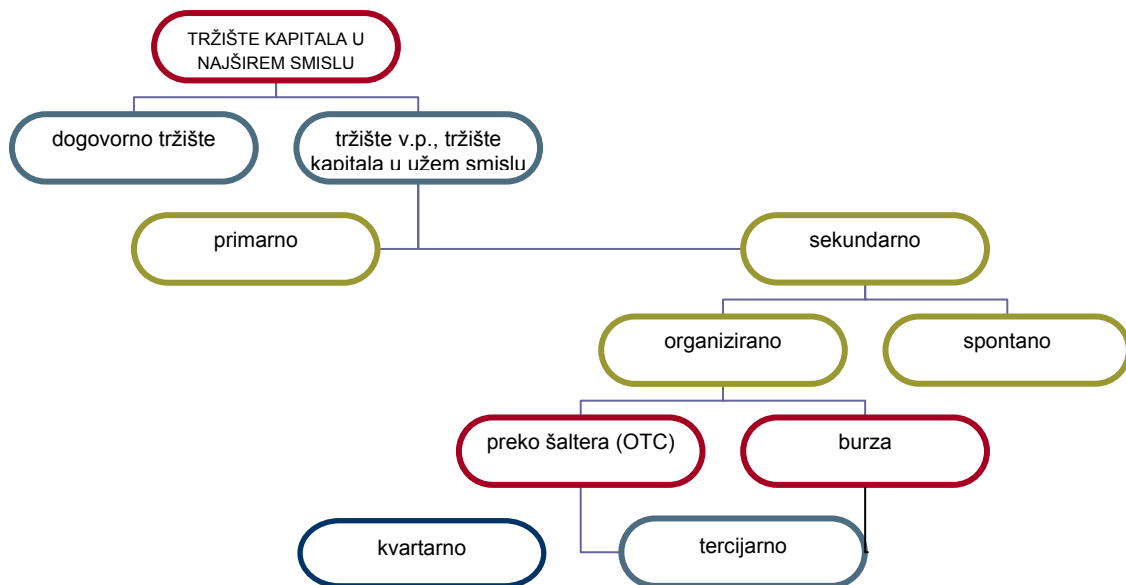 TRŽIŠTE KAPITALA U
NAJŠIREM SMISLU
dogovorno tržište
tržište v.p., tržište
kapitala u užem smislu
primarno
sekundarno
organizirano
spontano
preko šaltera (OTC)
burza
kvartarno
tercijarno